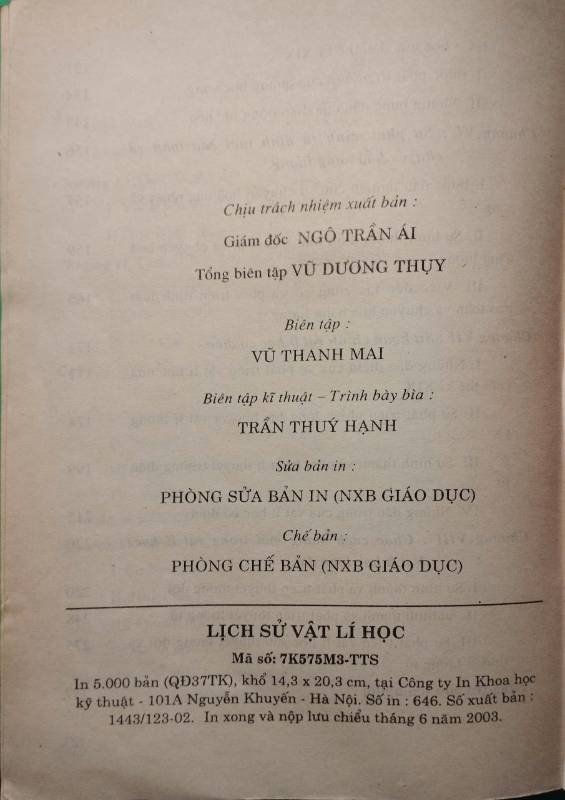 Chịu trách nhiệm xuất bản :
Giám đốc NGÔ TRẦN ÁI
Tổng biên tập VŨ DƯƠNG THỤY
Biên tập :
VŨ THANH MAI
Biên tập kĩ thuật – Trình bày bìa :
TRẦN THUÝ HẠNH
Sửa bản in :
PHÒNG SỬA BẢN IN (NXB GIÁO DỤC)
Chế bản :
PHÒNG CHẾ BẢN (NXB GIÁO DỤC)
LỊCH SỬ VẬT LÍ HỌC
Mã số: 7K575M3-TTS
In 5.000 bản (QĐ37TK), khổ 14,3 x 20,3 cm, tại Công ty In Khoa học
kỹ thuật - 101A Nguyễn Khuyến - Hà Nội. Số in : 646. Số xuất bản :
1443/123-02. In xong và nộp lưu chiểu tháng 6 năm 2003.